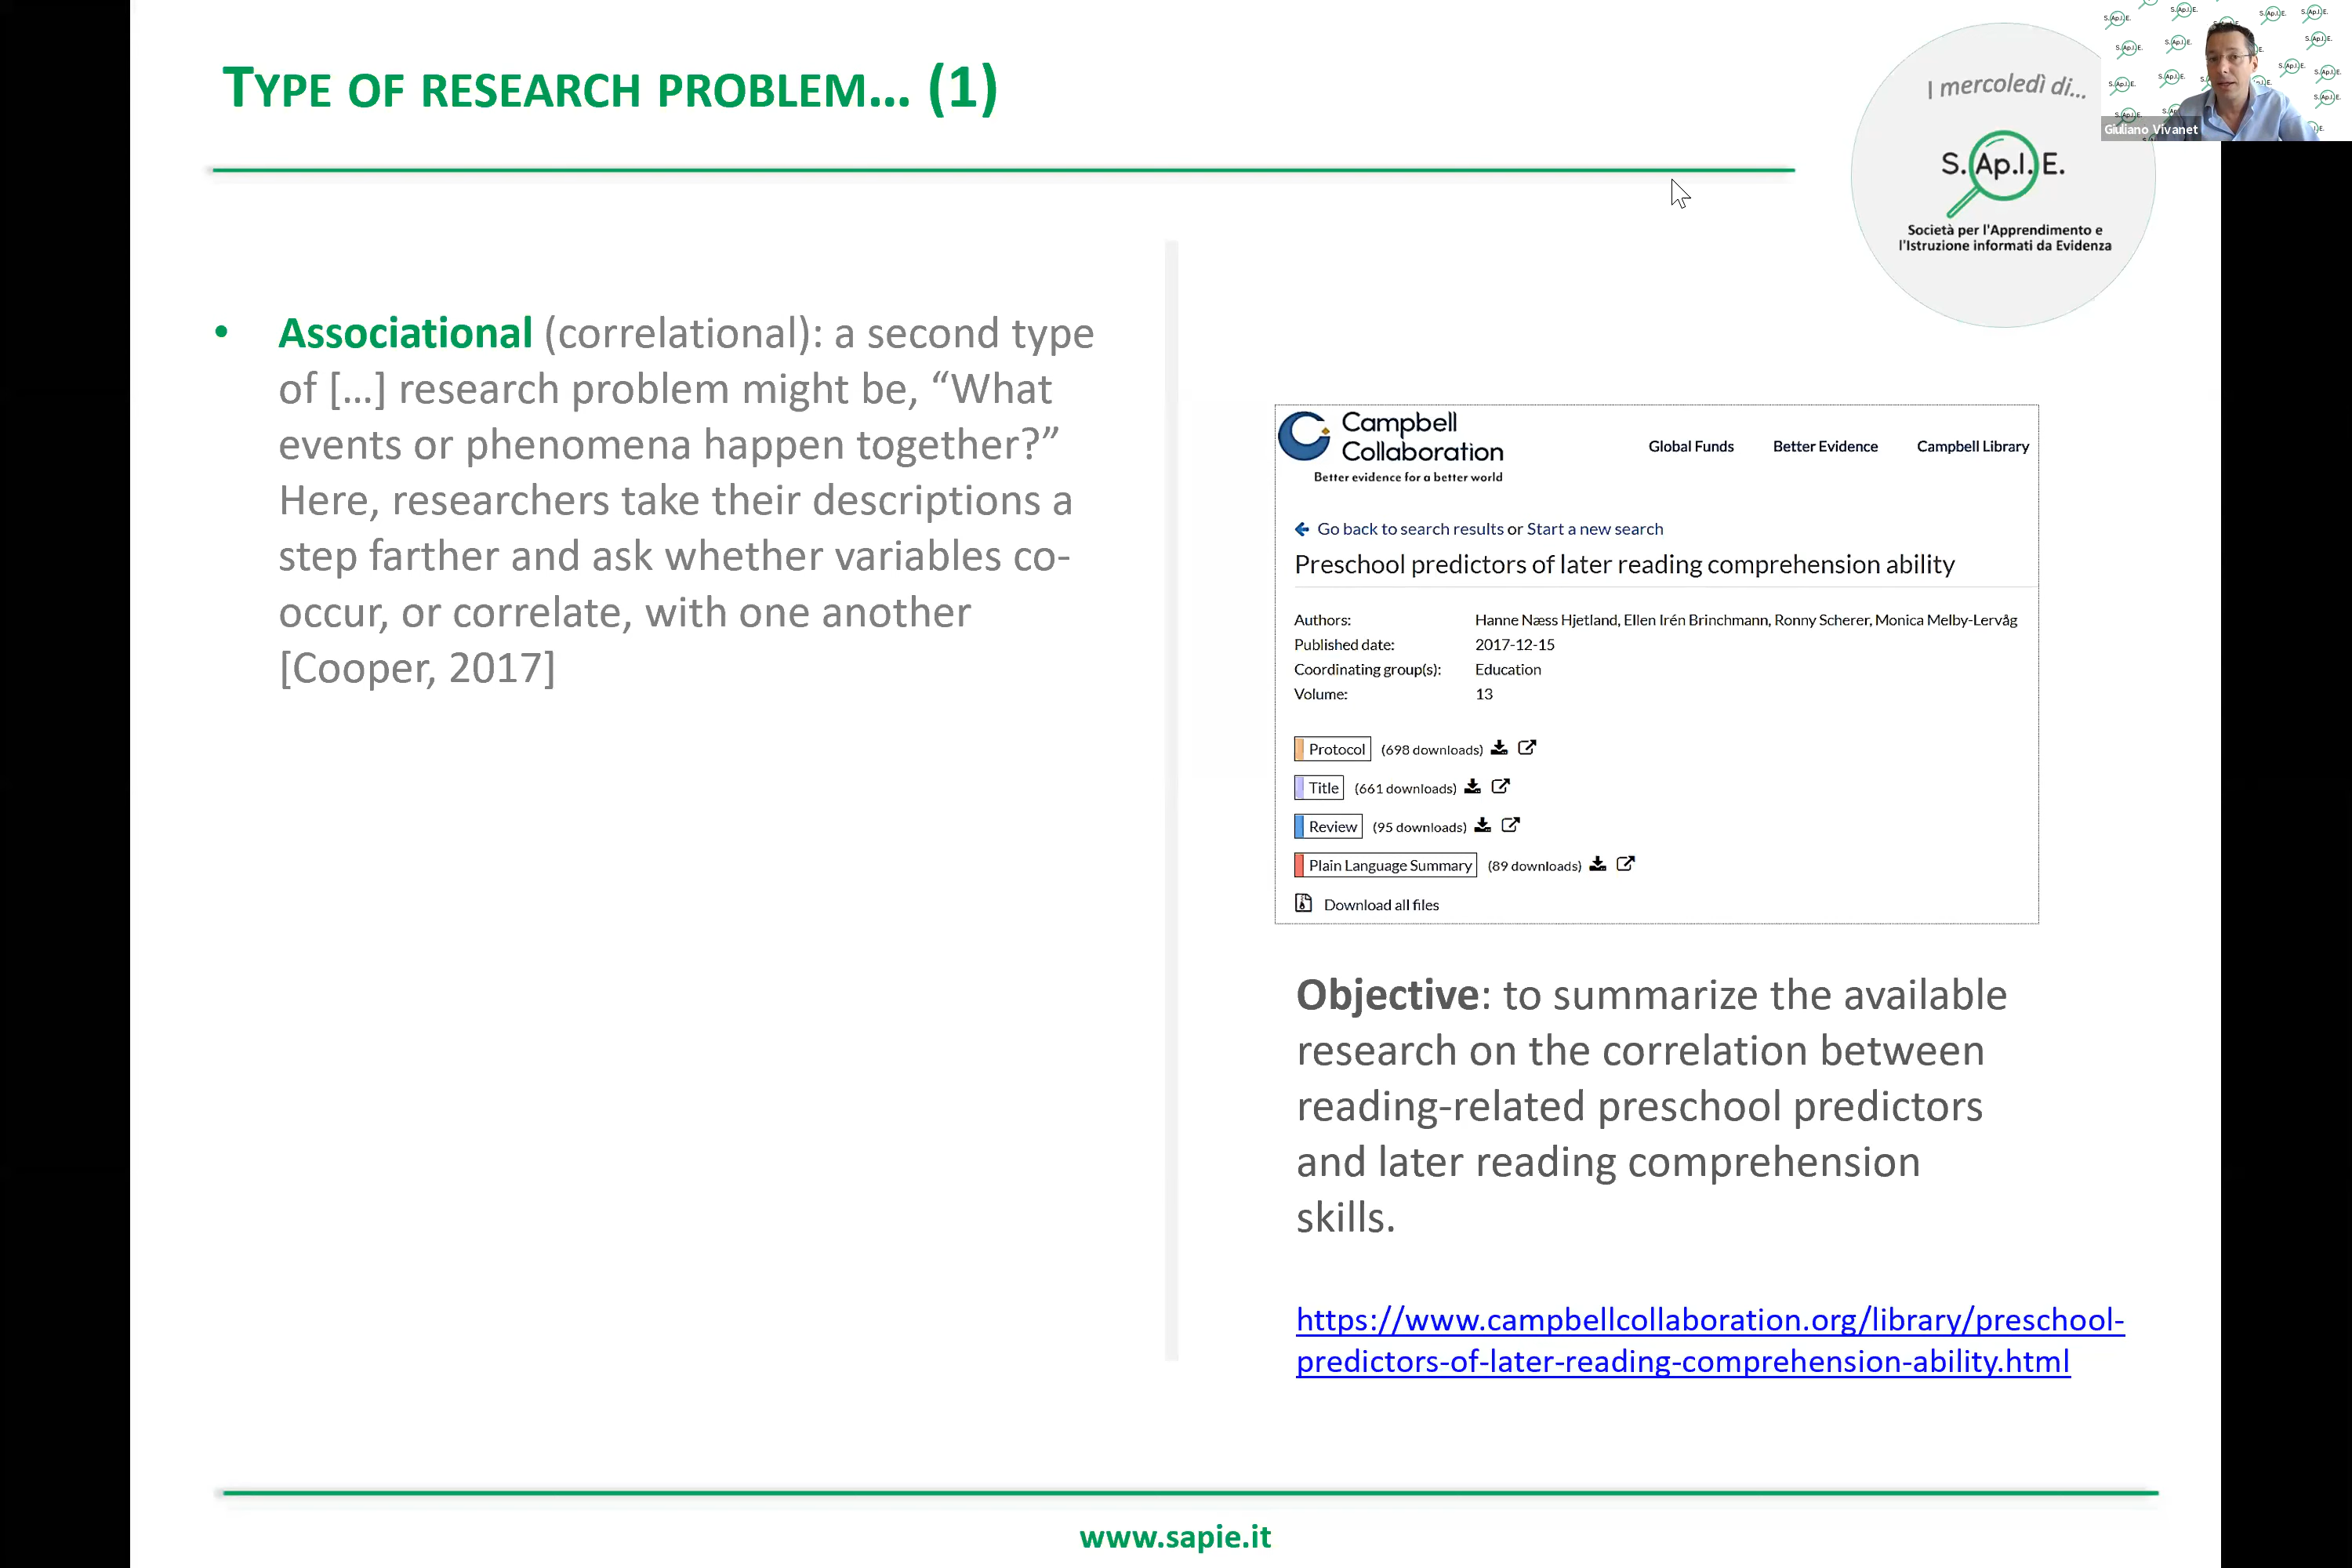 TYPE OF RESEARCH PROBLEM... (1)
I mercoledì di...
S. Ap.I. E.
Società per l'Apprendimento e
l'Istruzione informati da Evidenza
Giuliano Vivanet
• Associational (correlational): a second type
of […] research problem might be, “What
events or phenomena happen together?”
Here, researchers take their descriptions a
step farther and ask whether variables co-
occur, or correlate, with one another
[Cooper, 2017]
Campbell
Collaboration
Better evidence for a better world
Global Funds Better Evidence Campbell Library
Go back to search results or Start a new search
Preschool predictors of later reading comprehension ability
Authors: Hanne Næss Hjetland, Ellen Irén Brinchmann, Ronny Scherer, Monica Melby-Lervåg
Published date: 2017-12-15
Coordinating group(s): Education
Volume: 13
Protocol (698 downloads)
Title (661 downloads)
Review (95 downloads)
Plain Language Summary (89 downloads)
Download all files
Objective: to summarize the available
research on the correlation between
reading-related preschool predictors
and later reading comprehension
skills.
https://www.campbellcollaboration.org/library/preschool-
predictors-of-later-reading-comprehension-ability.html
www.sapie.it